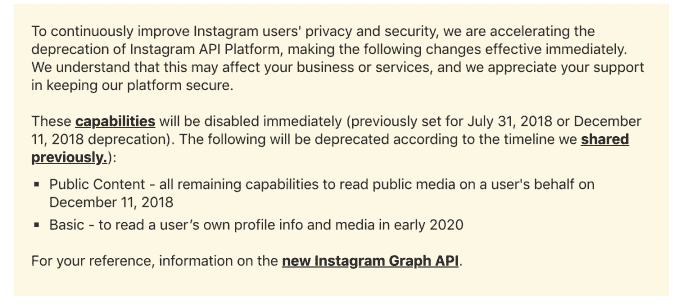 To continuously improve Instagram users' privacy and security, we are accelerating the
deprecation of Instagram API Platform, making the following changes effective immediately.
We understand that this may affect your business or services, and we appreciate your support
in keeping our platform secure.
These capabilities will be disabled immediately (previously set for July 31, 2018 or December
11, 2018 deprecation). The following will be deprecated according to the timeline we shared
previously.):
▪ Public Content - all remaining capabilities to read public media on a user's behalf on
December 11, 2018
▪ Basic - to read a user’s own profile info and media in early 2020
For your reference, information on the new Instagram Graph API.